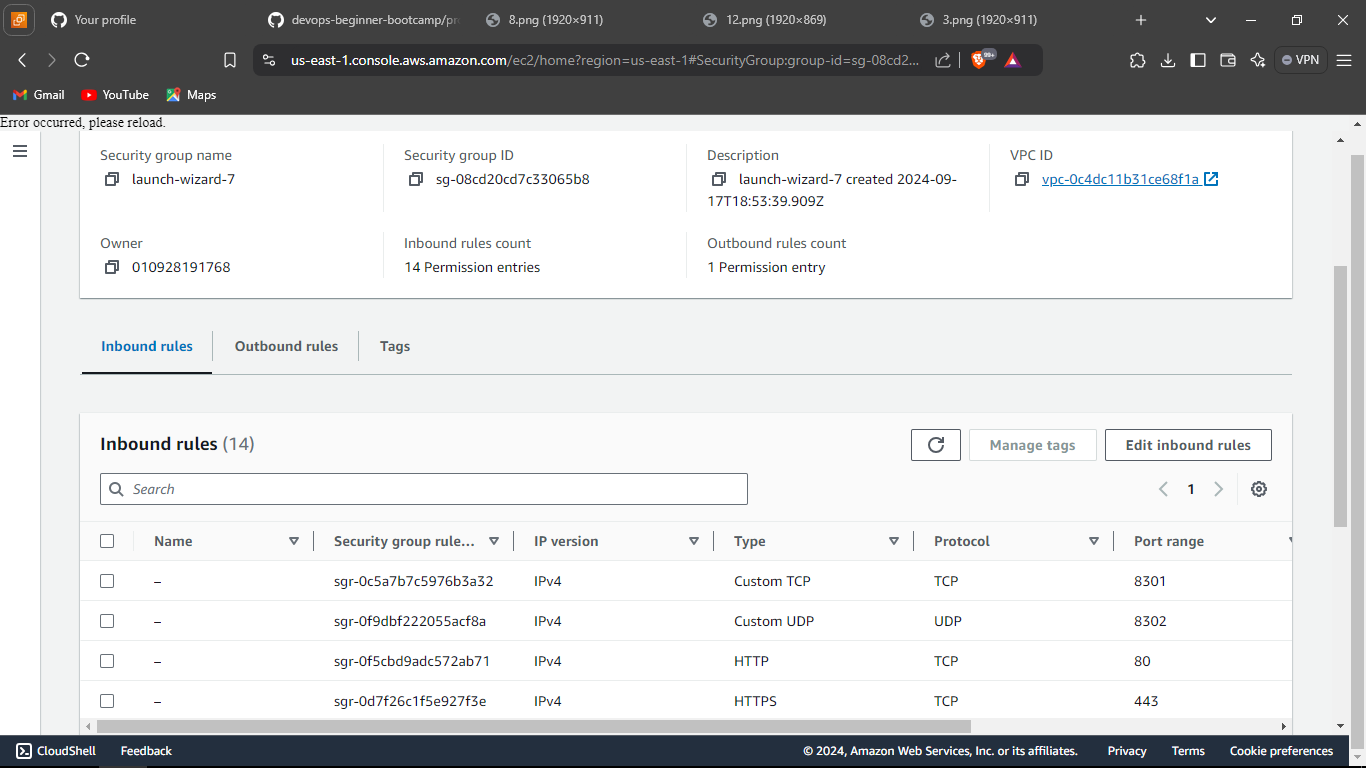 Your profile
devops-beginner-bootcamp/pr
8.png (1920×911)
12.png (1920×869)
3.png (1920×911)
us-east-1.console.aws.amazon.com/ec2/home?region=us-east-1#SecurityGroup:group-id=sg-08cd2...
99+
VPN
Gmail
YouTube
Maps
Error occurred, please reload.
Security group name
launch-wizard-7
Security group ID
sg-08cd20cd7c33065b8
Description
launch-wizard-7 created 2024-09-
17T18:53:39.909Z
VPC ID
vpc-0c4dc11b31ce68f1a
Owner
010928191768
Inbound rules count
14 Permission entries
Outbound rules count
1 Permission entry
Inbound rules
Outbound rules
Tags
Inbound rules (14)
Manage tags
Edit inbound rules
Search
1
Name
Security group rule...
IP version
Type
Protocol
Port range
– sgr-0c5a7b7c5976b3a32 IPv4 Custom TCP TCP 8301
– sgr-0f9dbf222055acf8a IPv4 Custom UDP UDP 8302
– sgr-0f5cbd9adc572ab71 IPv4 HTTP TCP 80
– sgr-0d7f26c1f5e927f3e IPv4 HTTPS TCP 443
CloudShell
Feedback
© 2024, Amazon Web Services, Inc. or its affiliates.
Privacy
Terms
Cookie preferences